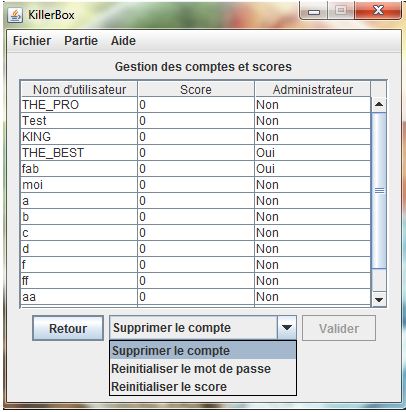 KillerBox
Fichier Partie Aide
Gestion des comptes et scores
Nom d'utilisateur Score Administrateur
THE_PRO 0 Non
Test 0 Non
KING 0 Non
THE_BEST 0 Oui
fab 0 Oui
moi 0 Non
a 0 Non
b 0 Non
c 0 Non
d 0 Non
f 0 Non
ff 0 Non
aa 0 Non
Retour Supprimer le compte Valider
Supprimer le compte
Reinitialiser le mot de passe
Reinitialiser le score